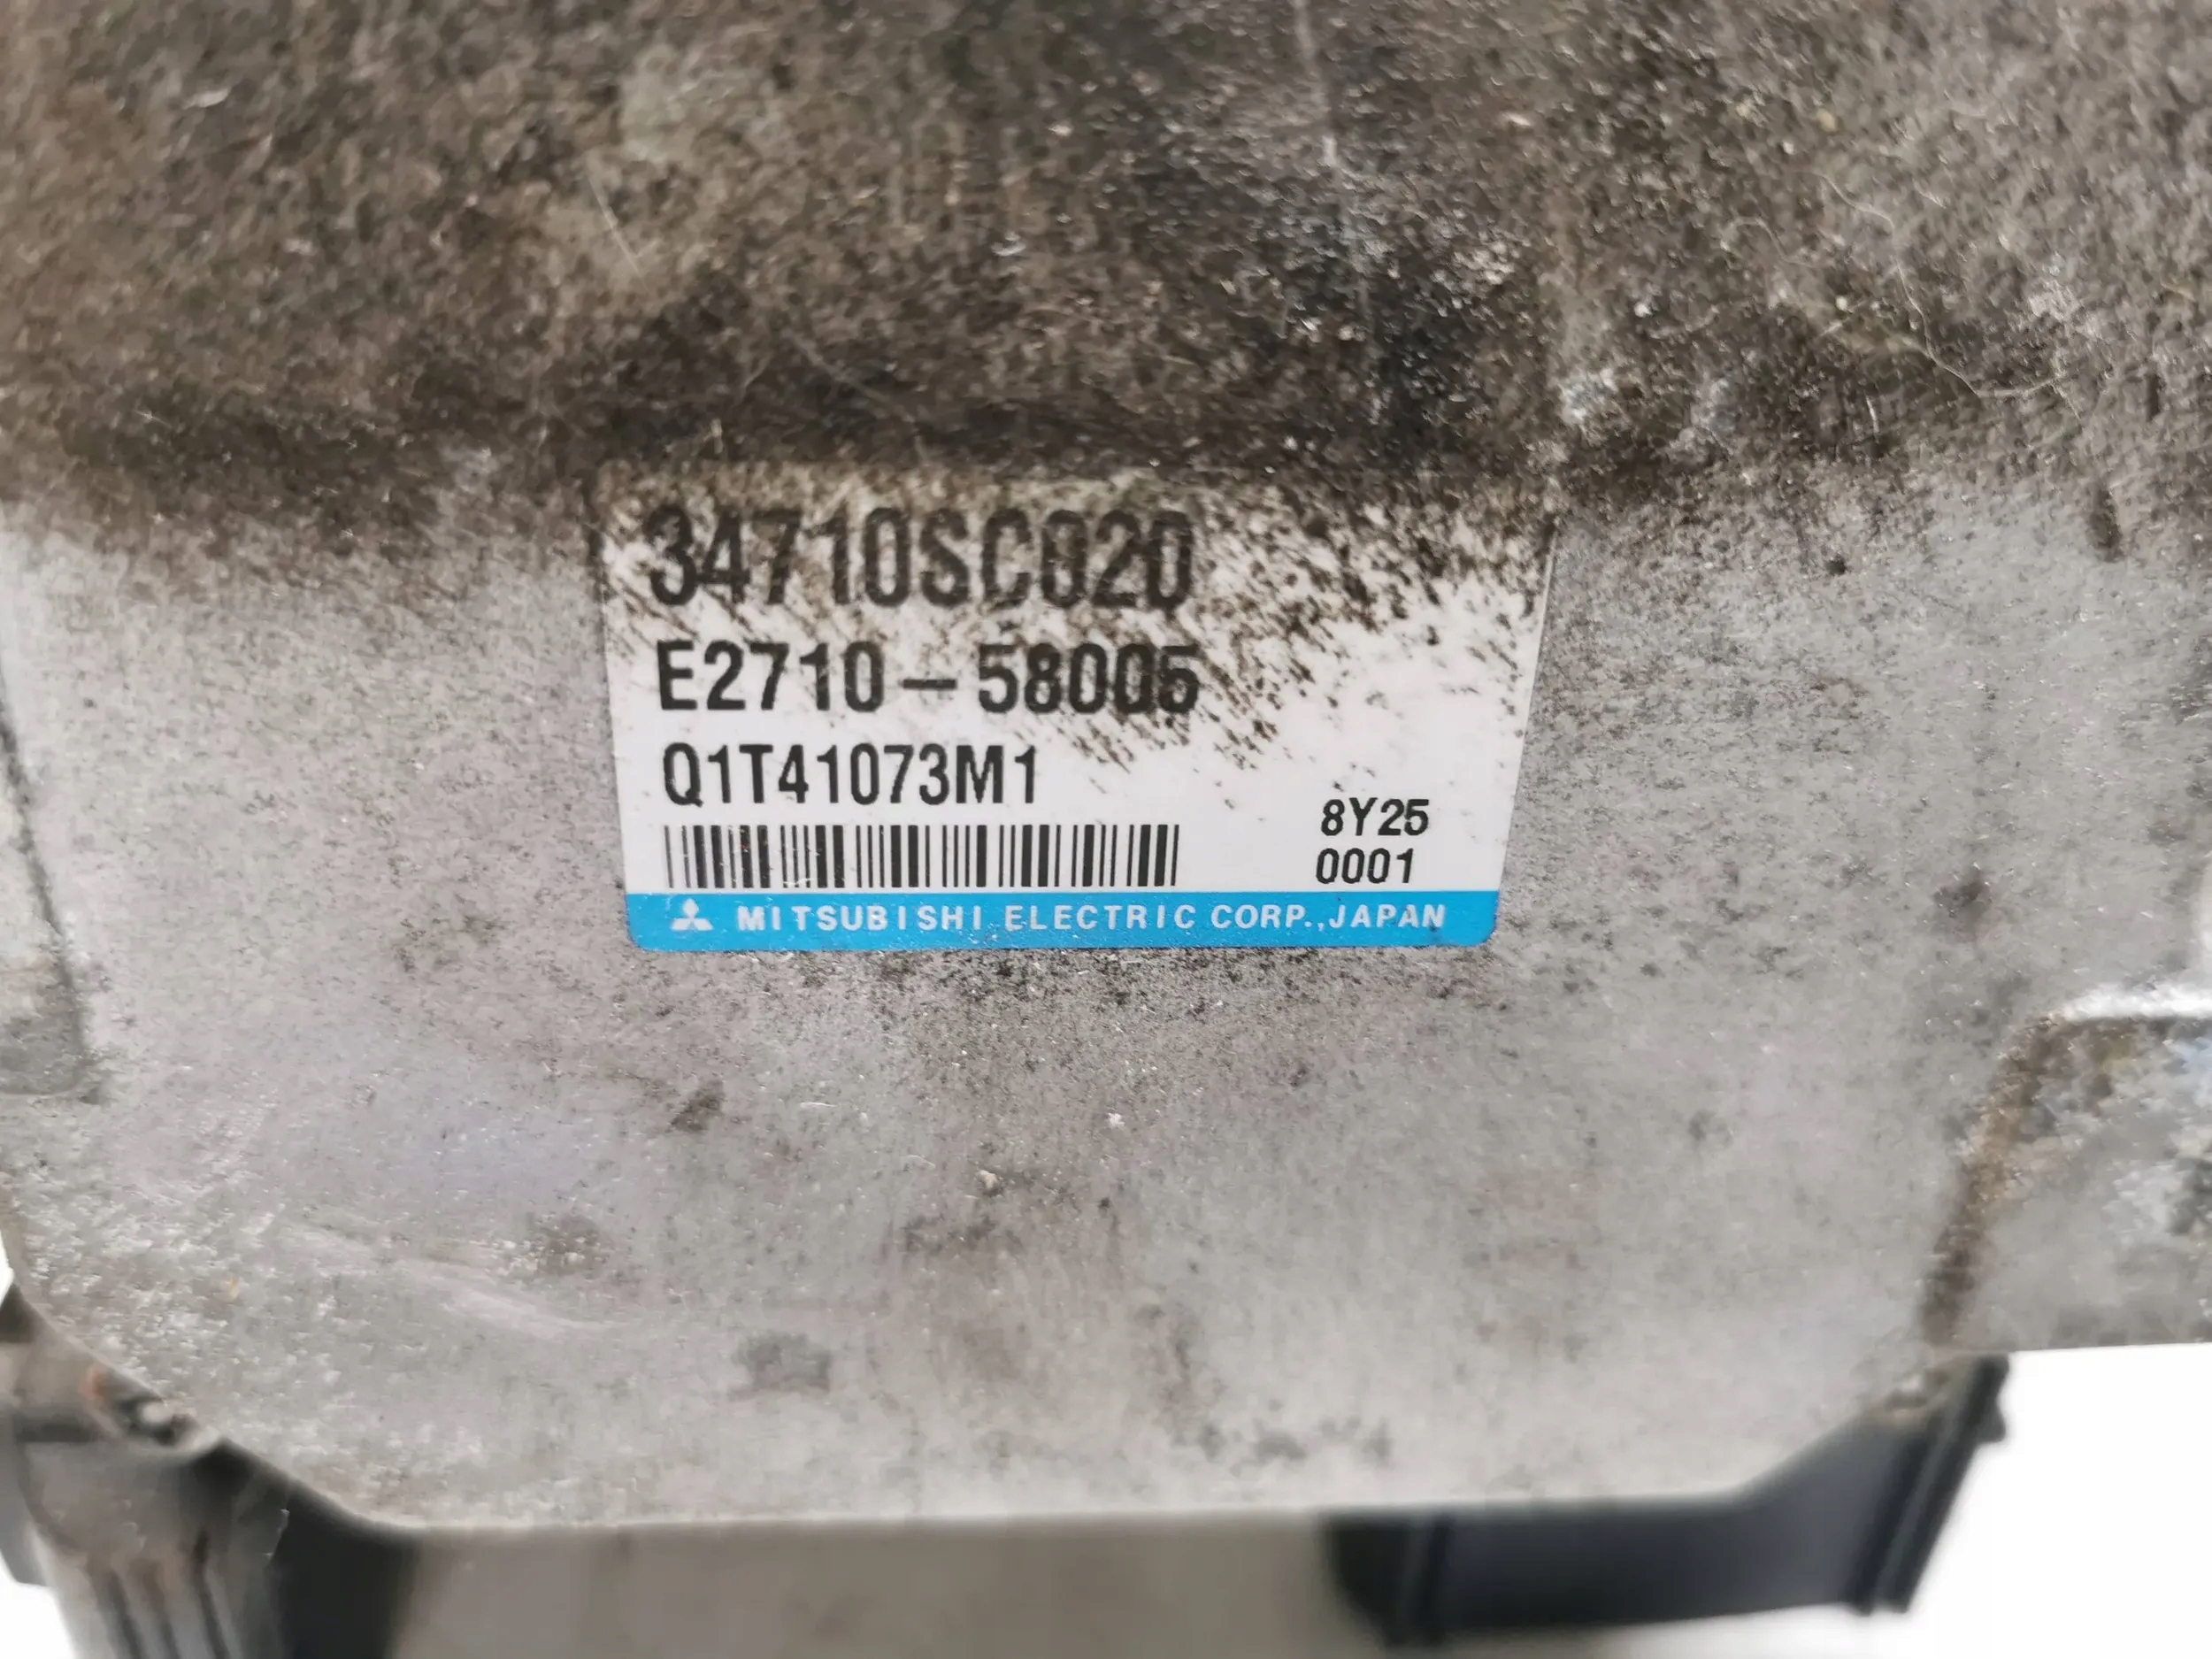 34710SC020
E2710-58005
Q1T41073M1
8Y25
0001
MITSUBISHI ELECTRIC CORP.,JAPAN